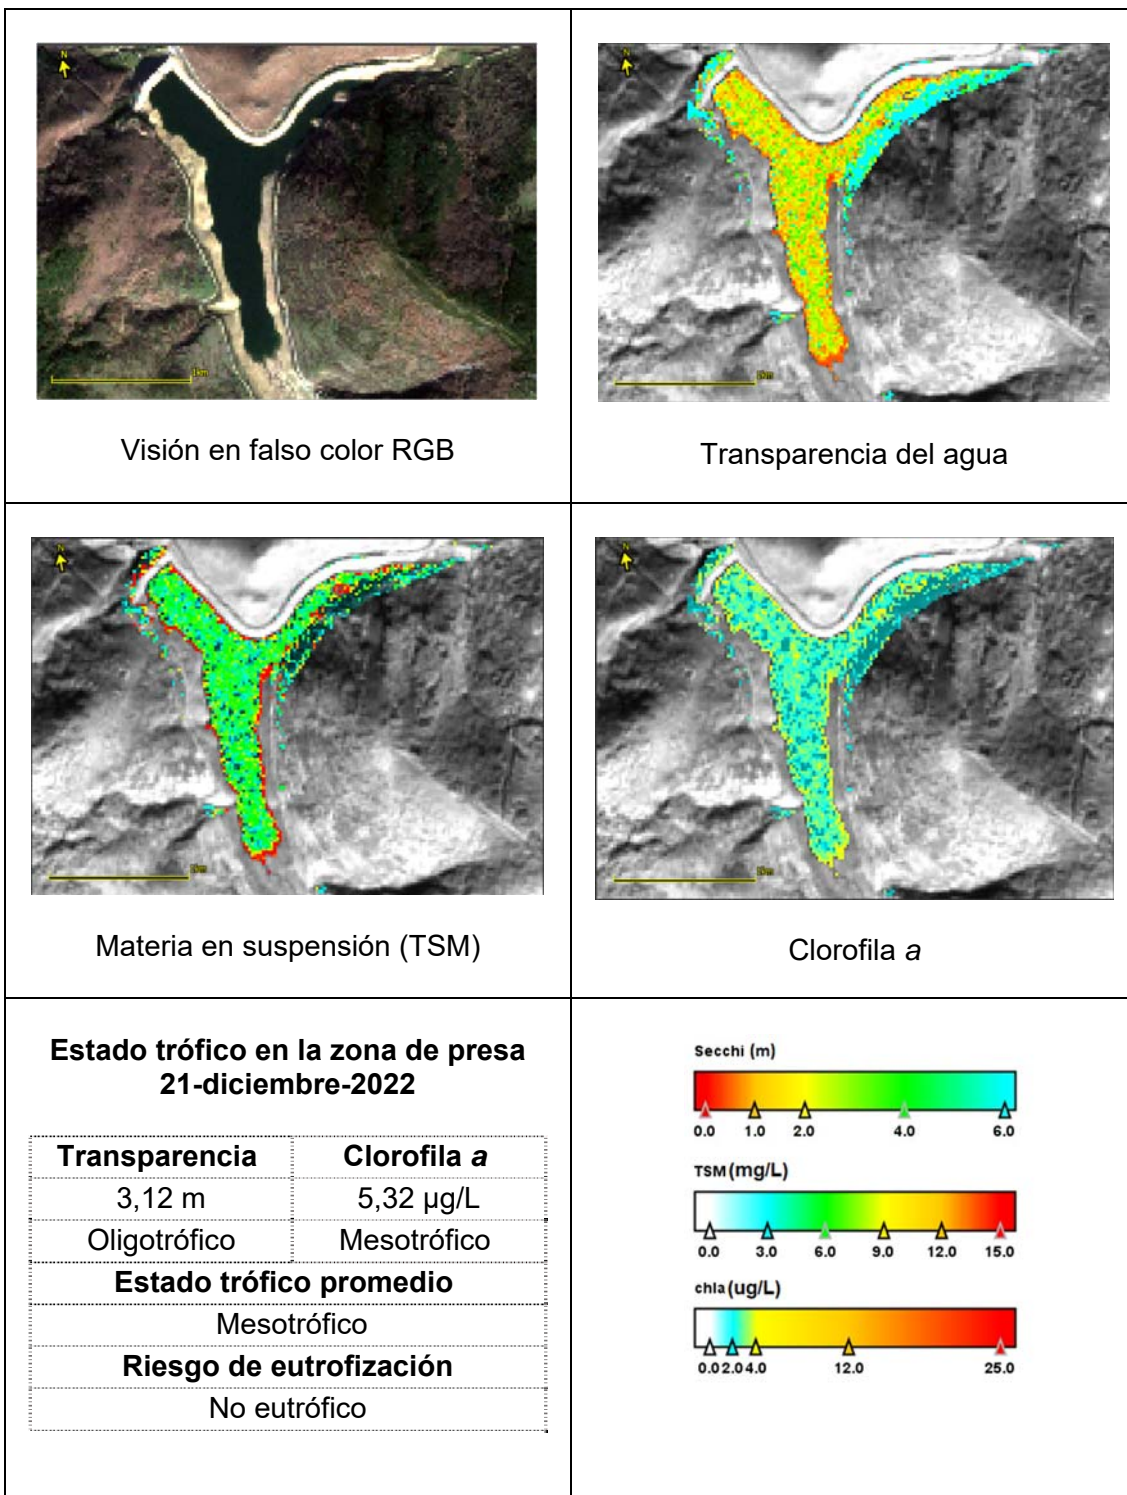 N
1km
Visión en falso color RGB
N
Transparencia del agua
N
Materia en suspensión (TSM)
N
Clorofila a
Estado trófico en la zona de presa
21-diciembre-2022
Transparencia Clorofila a
3,12 m 5,32 µg/L
Oligotrófico Mesotrófico
Estado trófico promedio
Mesotrófico
Riesgo de eutrofización
No eutrófico
Secchi (m)
0.0 1.0 2.0 4.0 6.0
TSM (mg/L)
0.0 3.0 6.0 9.0 12.0 15.0
chla (ug/L)
0.0 2.0 4.0 12.0 25.0